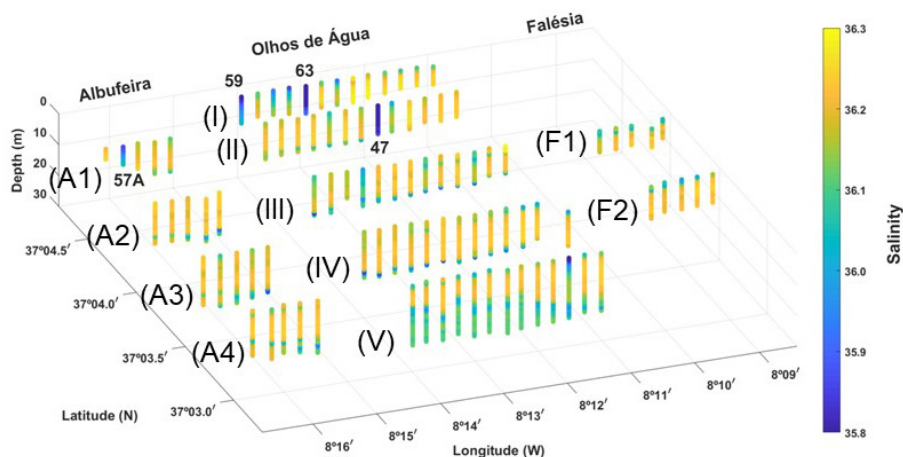 Olhos de Água
Falésia
Albufeira
59
63
(I)
(II)
47
57A
(A1)
(A2)
(A3)
(A4)
(III)
(IV)
(V)
(F1)
(F2)
0
10
20
30
Depth (m)
37º04.5′
37º04.0′
37º03.5′
37º03.0′
Latitude (N)
8º16′
8º15′
8º14′
8º13′
8º12′
8º11′
8º10′
8º09′
Longitude (W)
36.3
36.2
36.1
36.0
35.9
35.8
Salinity